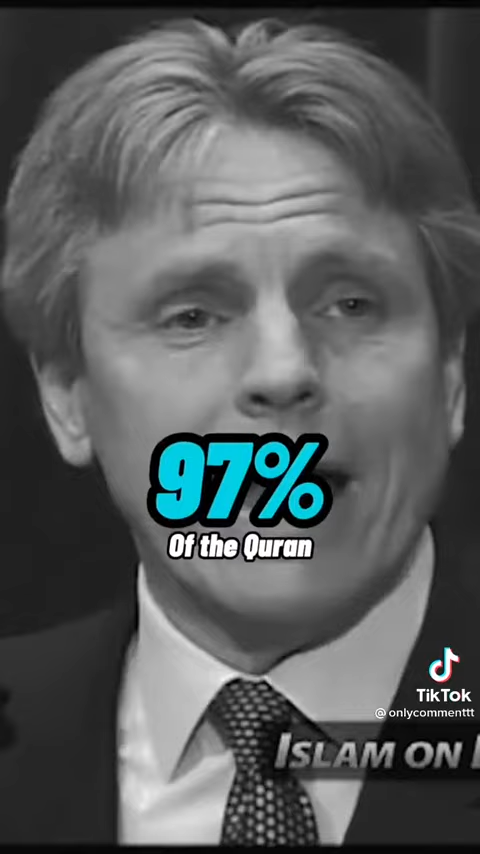 97%
Of the Quran
TikTok
@onlycommenttt
ISLAM ON